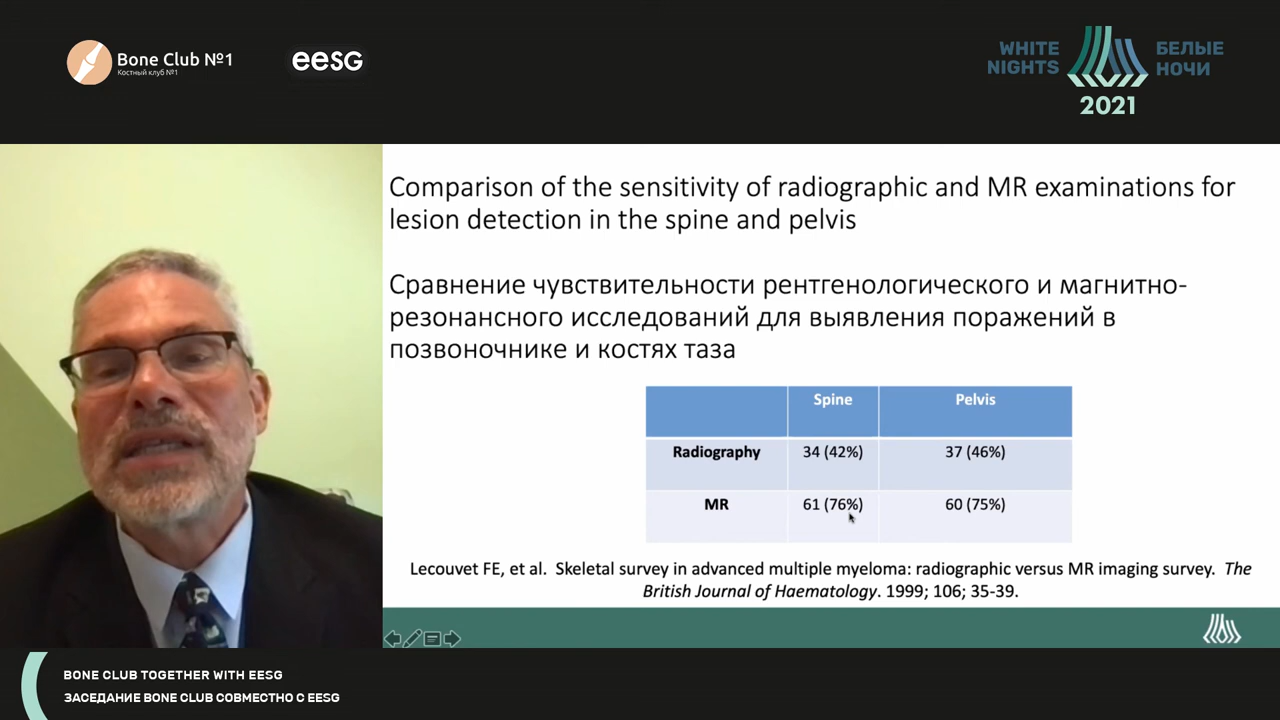 Bone Club №1
Костный клуб №1
eesg
WHITE
NIGHTS
БЕЛЫЕ
НОЧИ
2021
Comparison of the sensitivity of radiographic and MR examinations for
lesion detection in the spine and pelvis
Сравнение чувствительности рентгенологического и магнитно-
резонансного исследований для выявления поражений в
позвоночнике и костях таза
Spine Pelvis
Radiography 34 (42%) 37 (46%)
MR 61 (76%) 60 (75%)
Lecouvet FE, et al. Skeletal survey in advanced multiple myeloma: radiographic versus MR imaging survey. The
British Journal of Haematology. 1999; 106; 35-39.
BONE CLUB TOGETHER WITH EESG
ЗАСЕДАНИЕ BONE CLUB СОВМЕСТНО С EESG